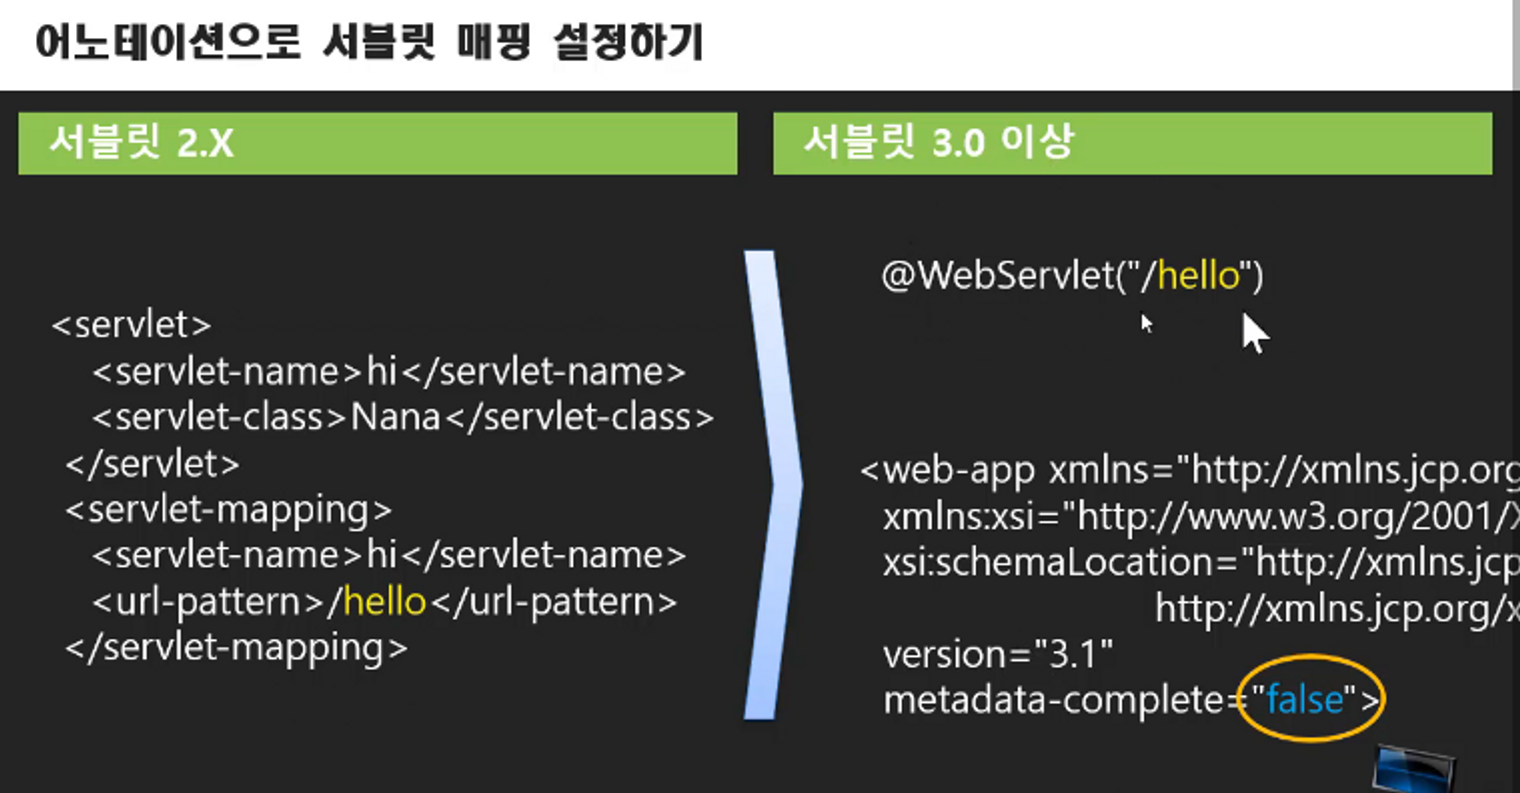 어노테이션으로 서블릿 매핑 설정하기
서블릿 2.X
<servlet>
<servlet-name>hi</servlet-name>
<servlet-class>Nana</servlet-class>
</servlet>
<servlet-mapping>
<servlet-name>hi</servlet-name>
<url-pattern>/hello</url-pattern>
</servlet-mapping>
서블릿 3.0 이상
@WebServlet("/hello")
<web-app xmlns="http://xmlns.jcp.org
xmlns:xsi="http://www.w3.org/2001/X
xsi:schemaLocation="http://xmlns.jcp
http://xmlns.jcp.org/x
version="3.1"
metadata-complete="false">